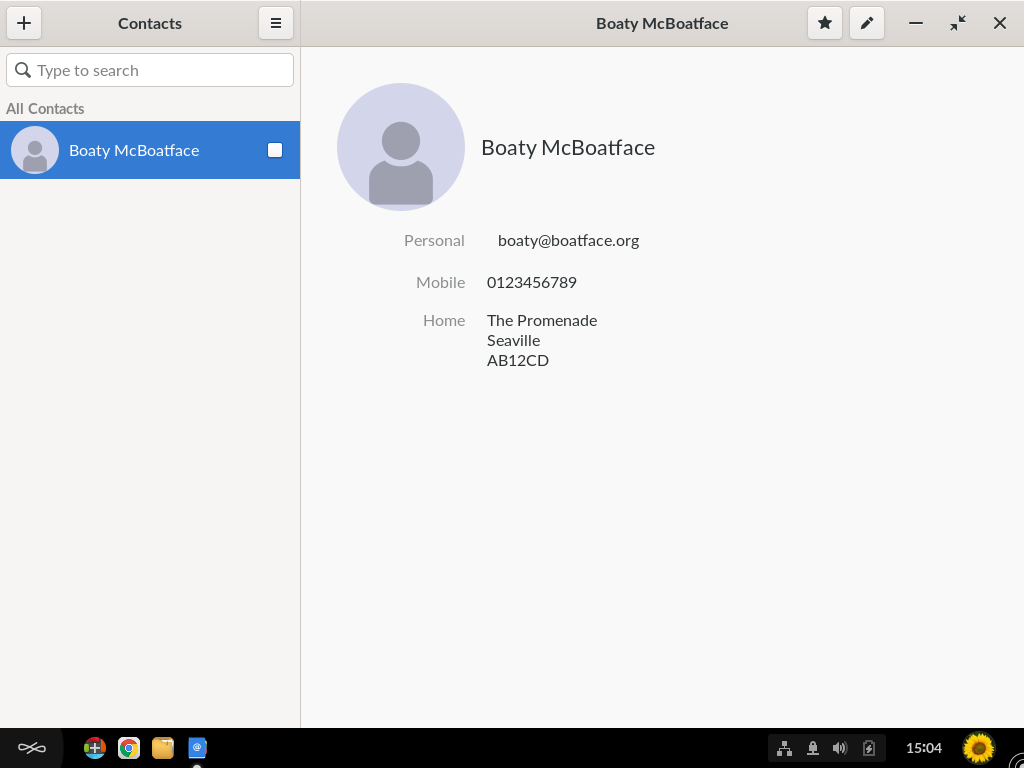 Contacts
Boaty McBoatface
Type to search
All Contacts
Boaty McBoatface
Boaty McBoatface
Personal boaty@boatface.org
Mobile 0123456789
Home The Promenade
Seaville
AB12CD
15:04